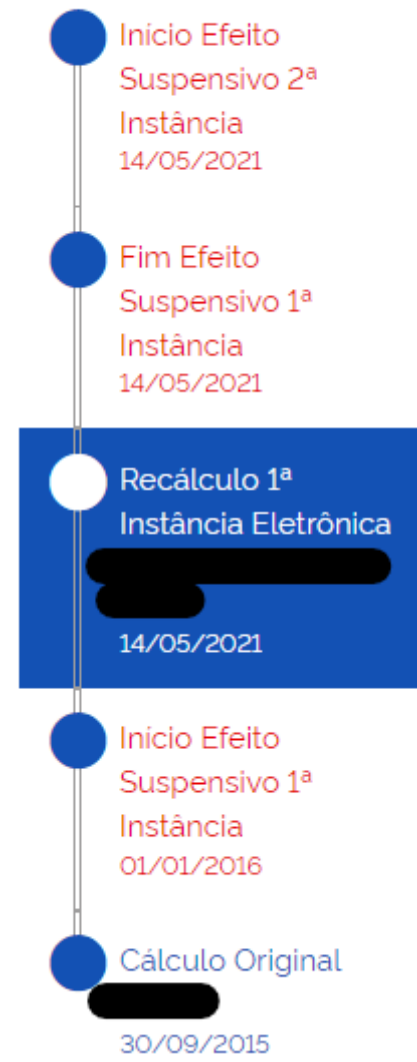 Início Efeito
Suspensivo 2ª
Instância
14/05/2021
Fim Efeito
Suspensivo 1ª
Instância
14/05/2021
Recálculo 1ª
Instância Eletrônica
14/05/2021
Início Efeito
Suspensivo 1ª
Instância
01/01/2016
Cálculo Original
30/09/2015